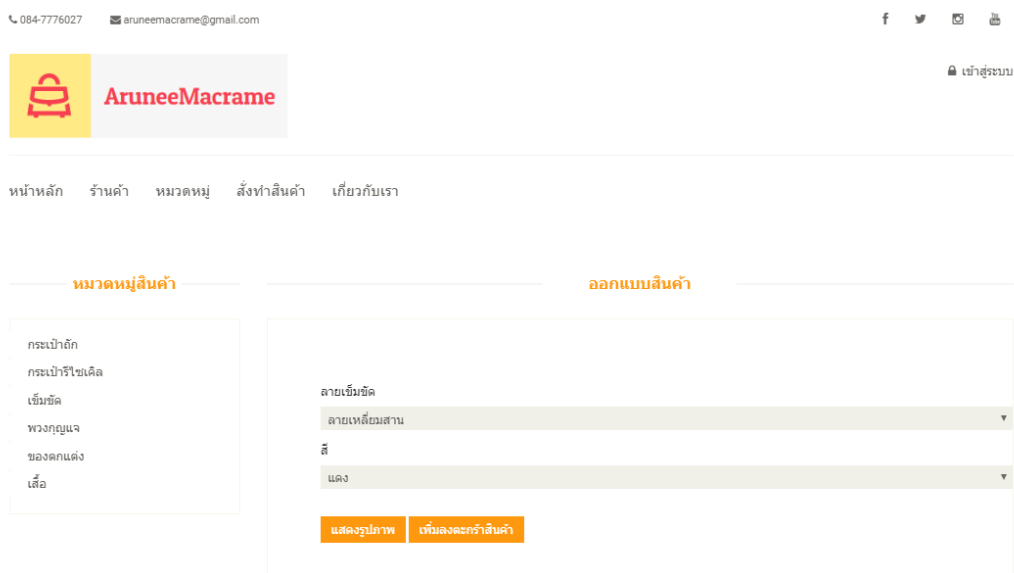 084-7776027 aruneemacrame@gmail.com
เข้าสู่ระบบ
AruneeMacrame
หน้าหลัก ร้านค้า หมวดหมู่ สั่งทำสินค้า เกี่ยวกับเรา
หมวดหมู่สินค้า
กระเป๋าถัก
กระเป๋ารีไซเคิล
เข็มขัด
พวงกุญแจ
ของตกแต่ง
เสื้อ
ออกแบบสินค้า
ลายเข็มขัด
ลายเหลี่ยมสาน
สี
แดง
แสดงรูปภาพ เพิ่มลงตะกร้าสินค้า